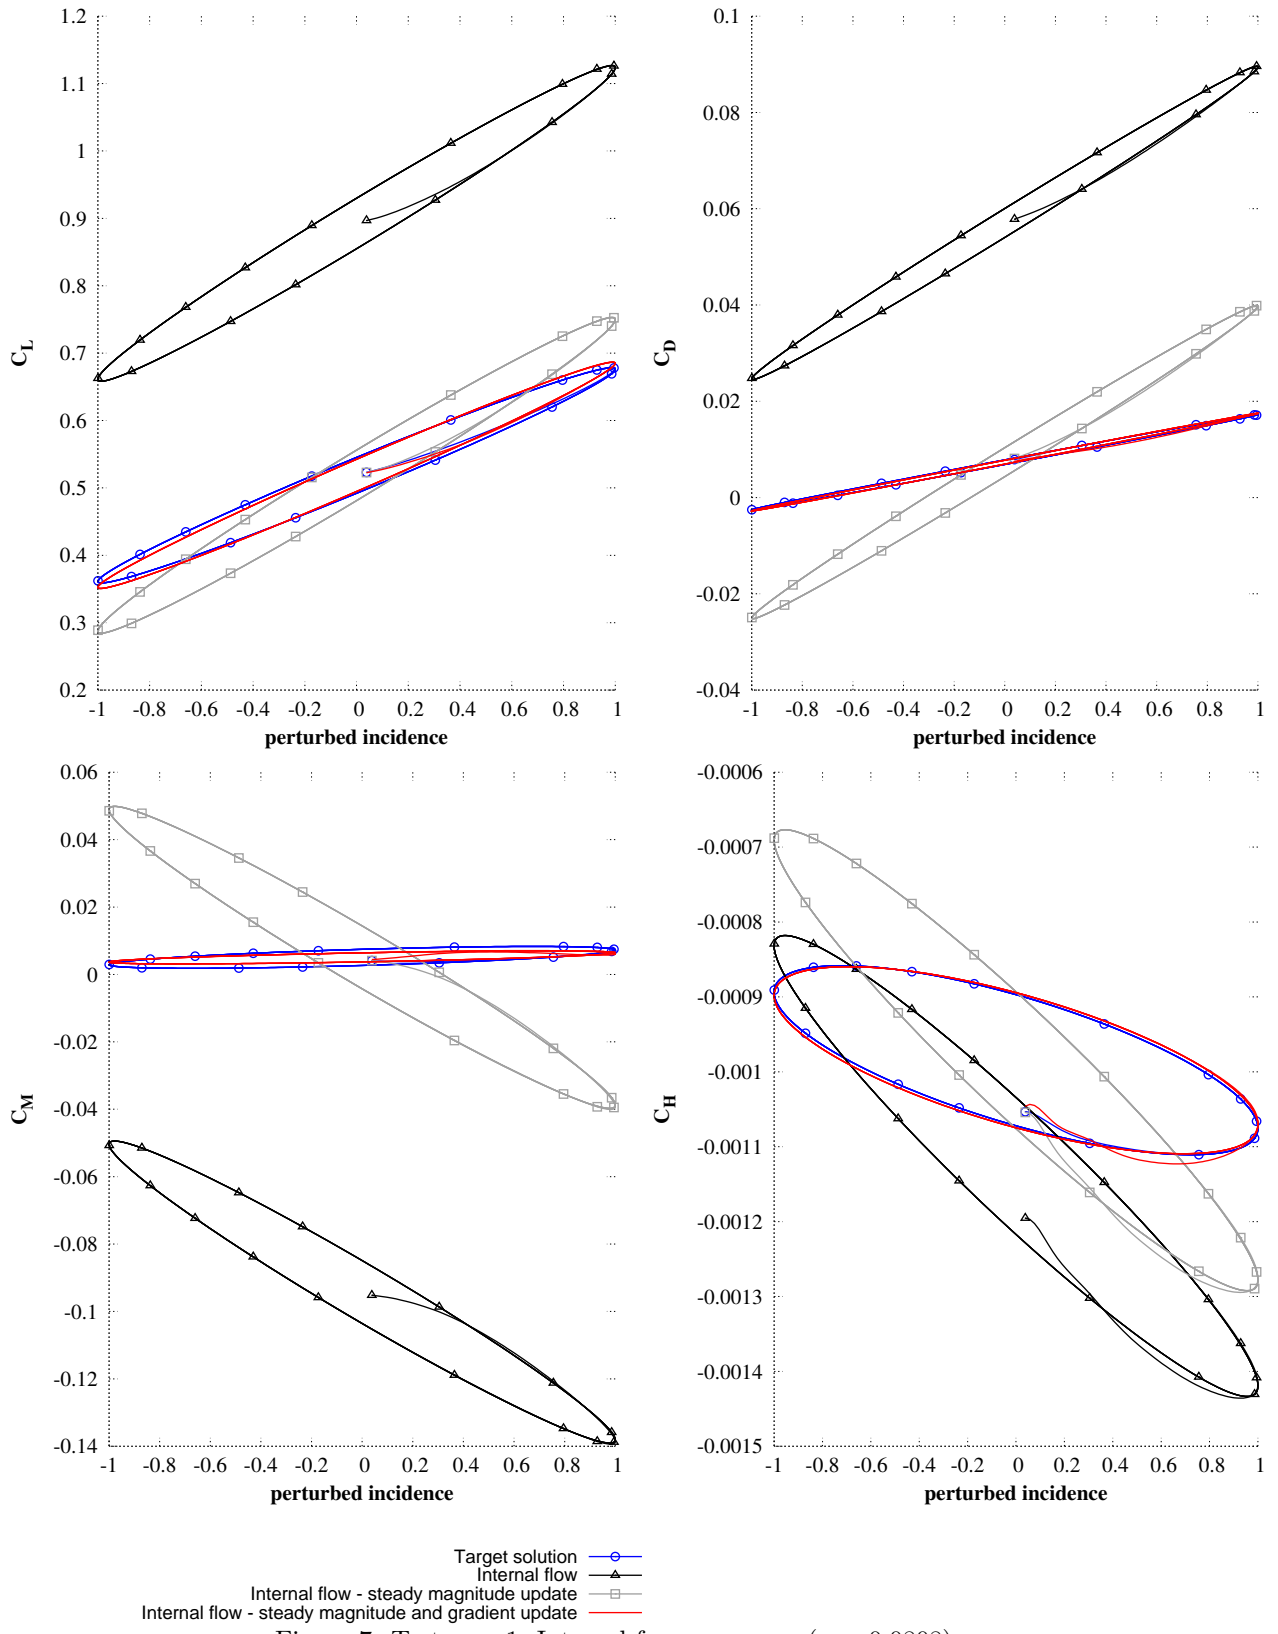 1.2
1.1
1
0.9
0.8
0.7
0.6
0.5
0.4
0.3
0.2
C_L
-1 -0.8 -0.6 -0.4 -0.2 0 0.2 0.4 0.6 0.8 1
perturbed incidence
0.1
0.08
0.06
0.04
0.02
0
-0.02
-0.04
C_D
-1 -0.8 -0.6 -0.4 -0.2 0 0.2 0.4 0.6 0.8 1
perturbed incidence
0.06
0.04
0.02
0
-0.02
-0.04
-0.06
-0.08
-0.1
-0.12
-0.14
C_M
-1 -0.8 -0.6 -0.4 -0.2 0 0.2 0.4 0.6 0.8 1
perturbed incidence
-0.0006
-0.0007
-0.0008
-0.0009
-0.001
-0.0011
-0.0012
-0.0013
-0.0014
-0.0015
C_H
-1 -0.8 -0.6 -0.4 -0.2 0 0.2 0.4 0.6 0.8 1
perturbed incidence
Target solution
Internal flow
Internal flow - steady magnitude update
Internal flow - steady magnitude and gradient update